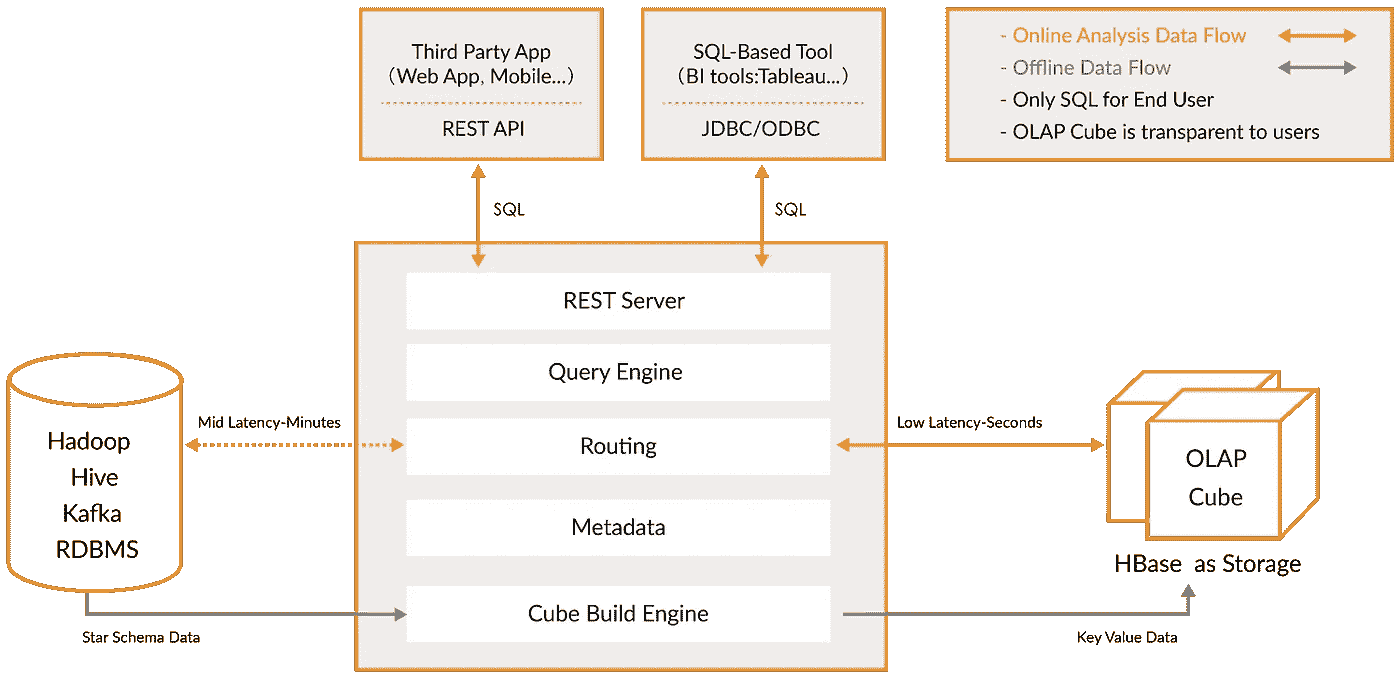 Third Party App
(Web App, Mobile...)
REST API
SQL-Based Tool
(BI tools:Tableau...)
JDBC/ODBC
- Online Analysis Data Flow
- Offline Data Flow
- Only SQL for End User
- OLAP Cube is transparent to users
SQL
SQL
REST Server
Query Engine
Routing
Metadata
Cube Build Engine
Hadoop
Hive
Kafka
RDBMS
Mid Latency-Minutes
Low Latency-Seconds
OLAP
Cube
HBase as Storage
Star Schema Data
Key Value Data